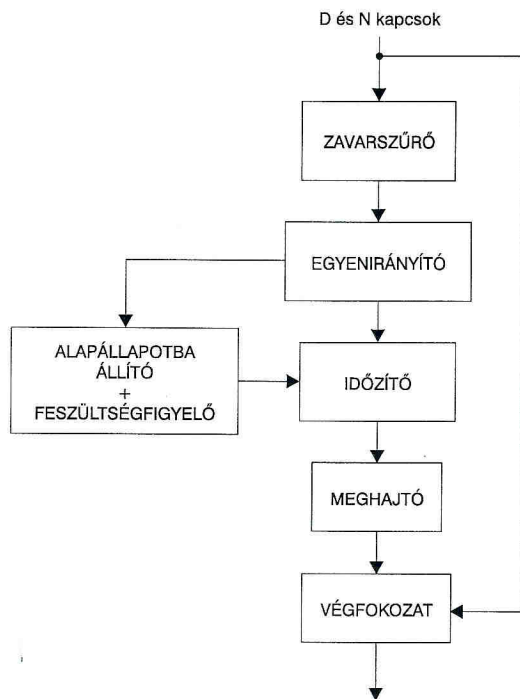 D és N kapcsok
ZAVARSZŰRŐ
EGYENIRÁNYÍTÓ
ALAPÁLLAPOTBA
ÁLLÍTÓ
+
FESZÜLTSÉGFIGYELŐ
IDŐZÍTŐ
MEGHAJTÓ
VÉGFOKOZAT